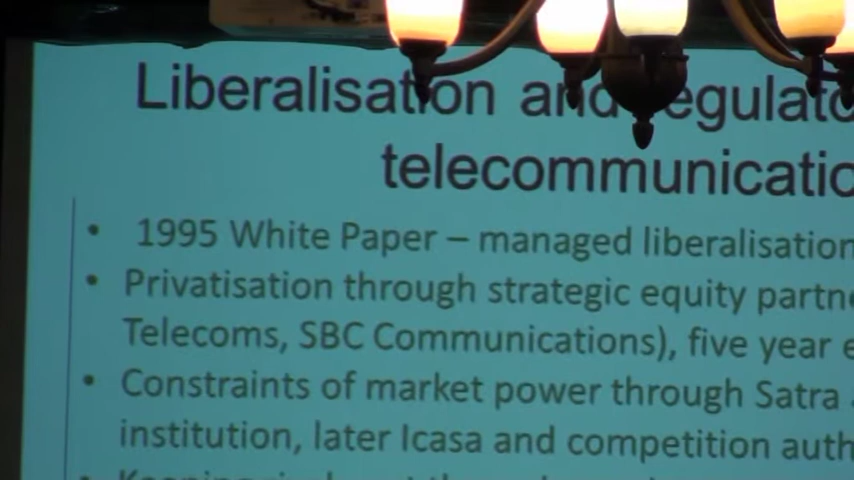 Liberalisation and regulato
telecommunicatio
• 1995 White Paper – managed liberalisation
• Privatisation through strategic equity partne
Telecoms, SBC Communications), five year e
• Constraints of market power through Satra
institution, later Icasa and competition auth